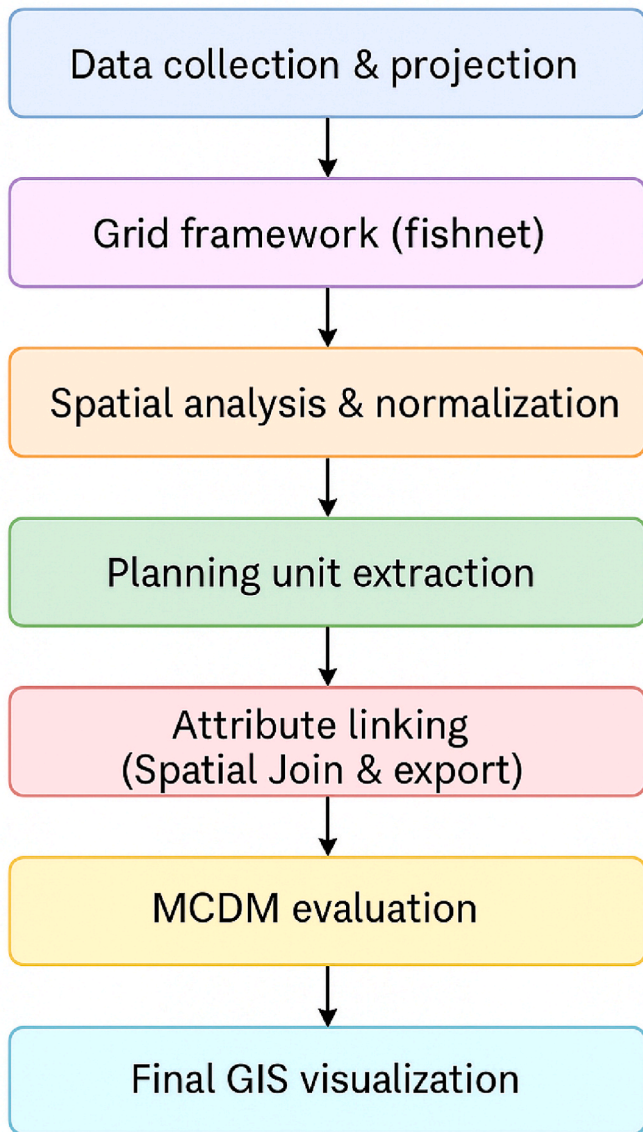 Data collection & projection
Grid framework (fishnet)
Spatial analysis & normalization
Planning unit extraction
Attribute linking
(Spatial Join & export)
MCDM evaluation
Final GIS visualization